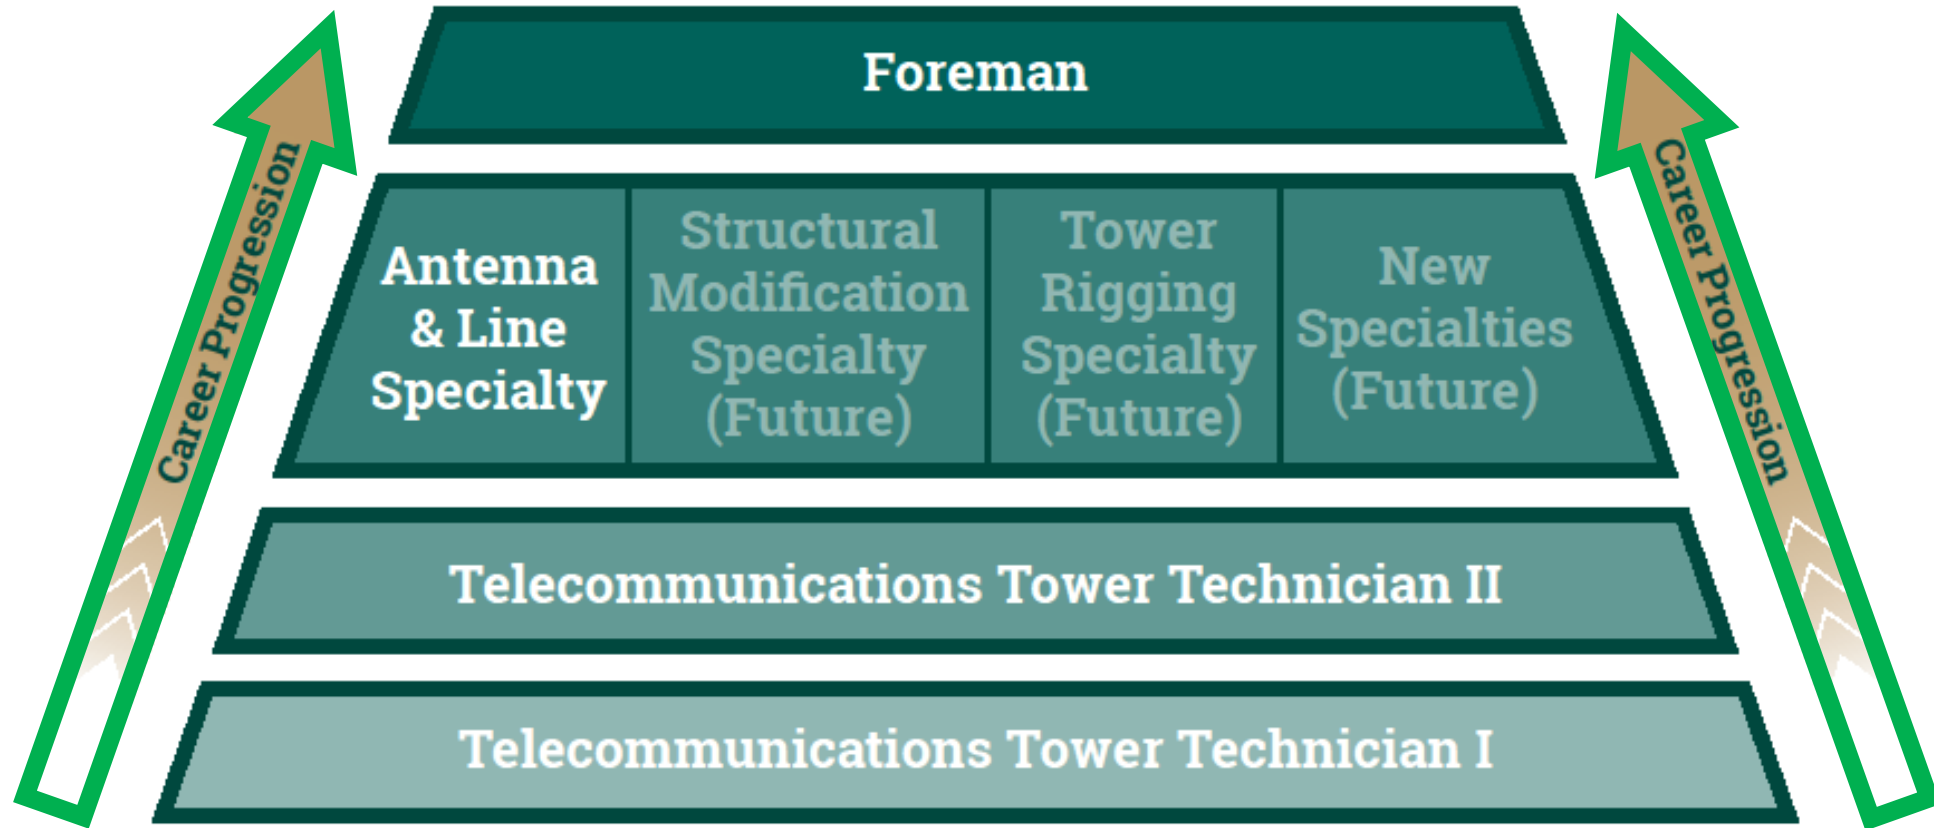 Foreman
Career Progression
Career Progression
Antenna
& Line
Specialty
Structural
Modification
Specialty
(Future)
Tower
Rigging
Specialty
(Future)
New
Specialties
(Future)
Telecommunications Tower Technician II
Telecommunications Tower Technician I